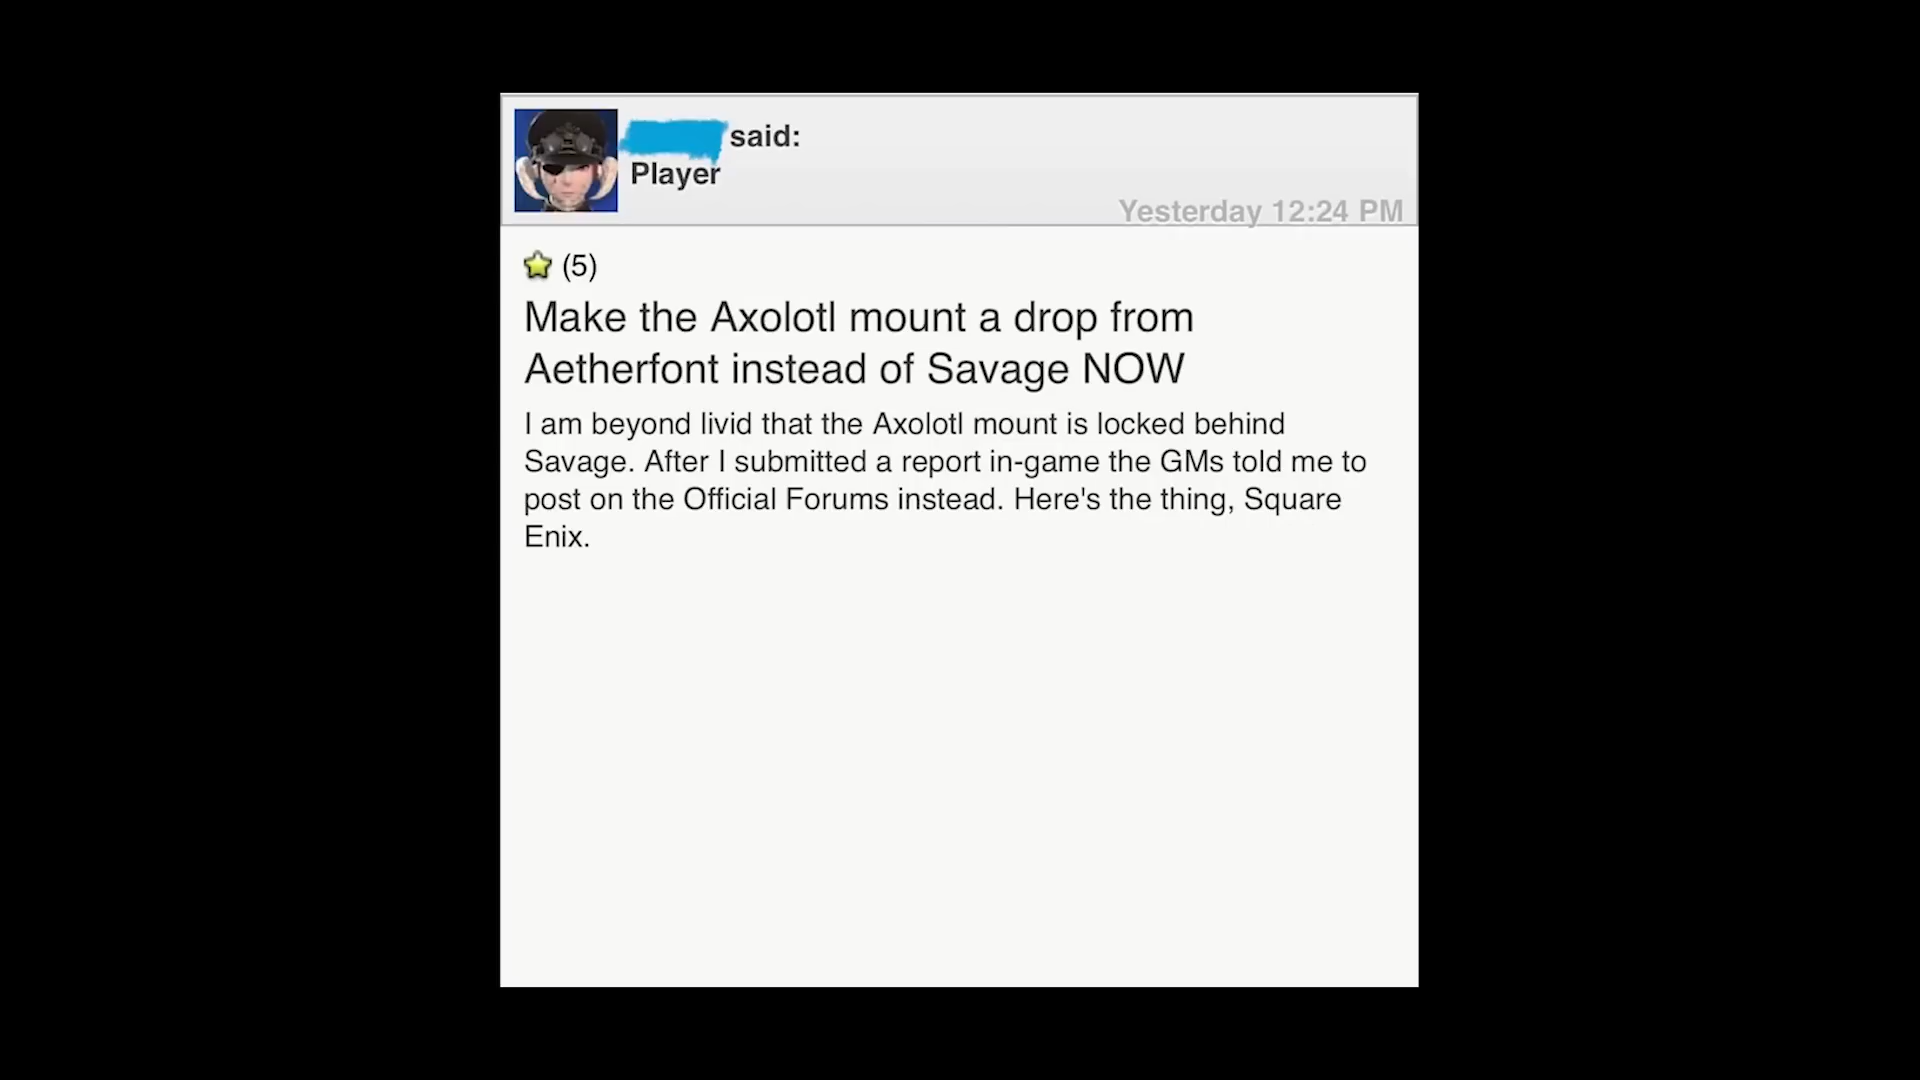 said:
Player
Yesterday 12:24 PM
(5)
Make the Axolotl mount a drop from
Aetherfont instead of Savage NOW
I am beyond livid that the Axolotl mount is locked behind
Savage. After I submitted a report in-game the GMs told me to
post on the Official Forums instead. Here's the thing, Square
Enix.